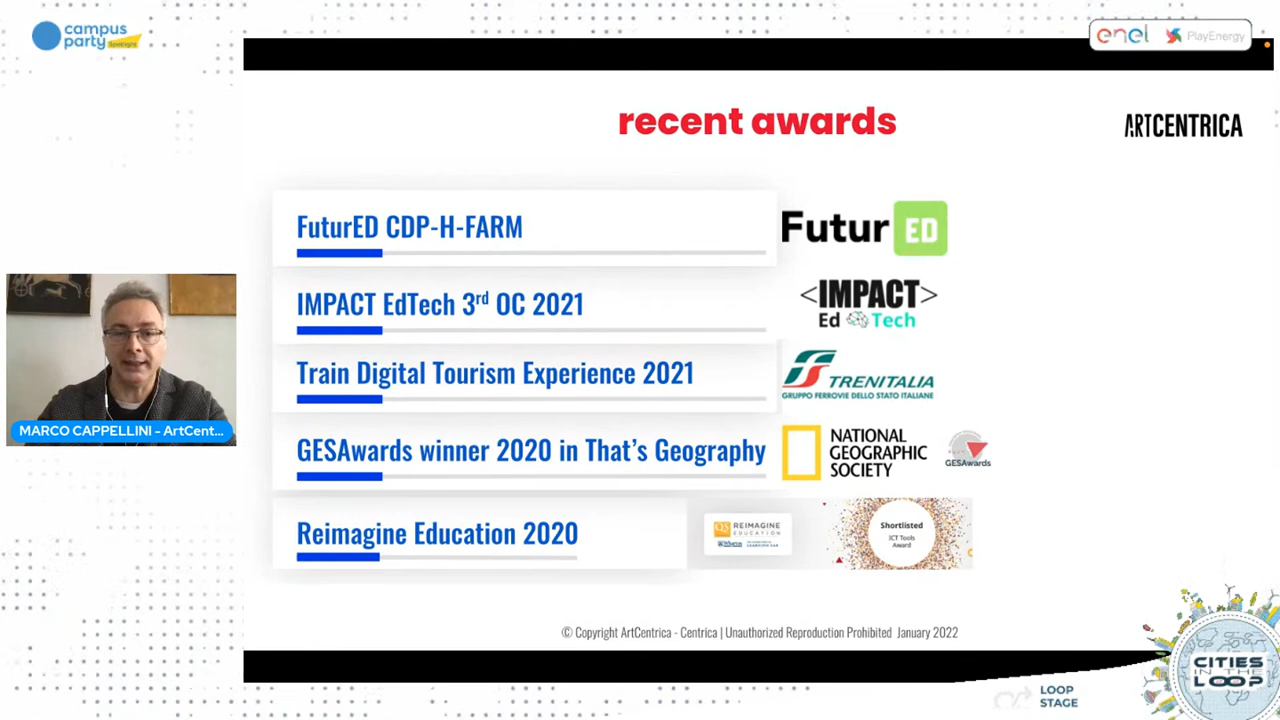 campus
party
Spotlight
enel
PlayEnergy
recent awards
ARTCENTRICA
FuturED CDP-H-FARM
Futur ED
IMPACT EdTech 3rd OC 2021
<IMPACT>
Ed Tech
Train Digital Tourism Experience 2021
TRENITALIA
GRUPPO FERROVIE DELLO STATO ITALIANE
GESAwards winner 2020 in That's Geography
NATIONAL
GEOGRAPHIC
SOCIETY
GESAwards
Reimagine Education 2020
QS REIMAGINE
EDUCATION
Shortlisted
ICT Tools
Award
MARCO CAPPELLINI - ArtCent...
© Copyright ArtCentrica - Centrica | Unauthorized Reproduction Prohibited January 2022
CITIES
IN THE
LOOP
LOOP
STAGE